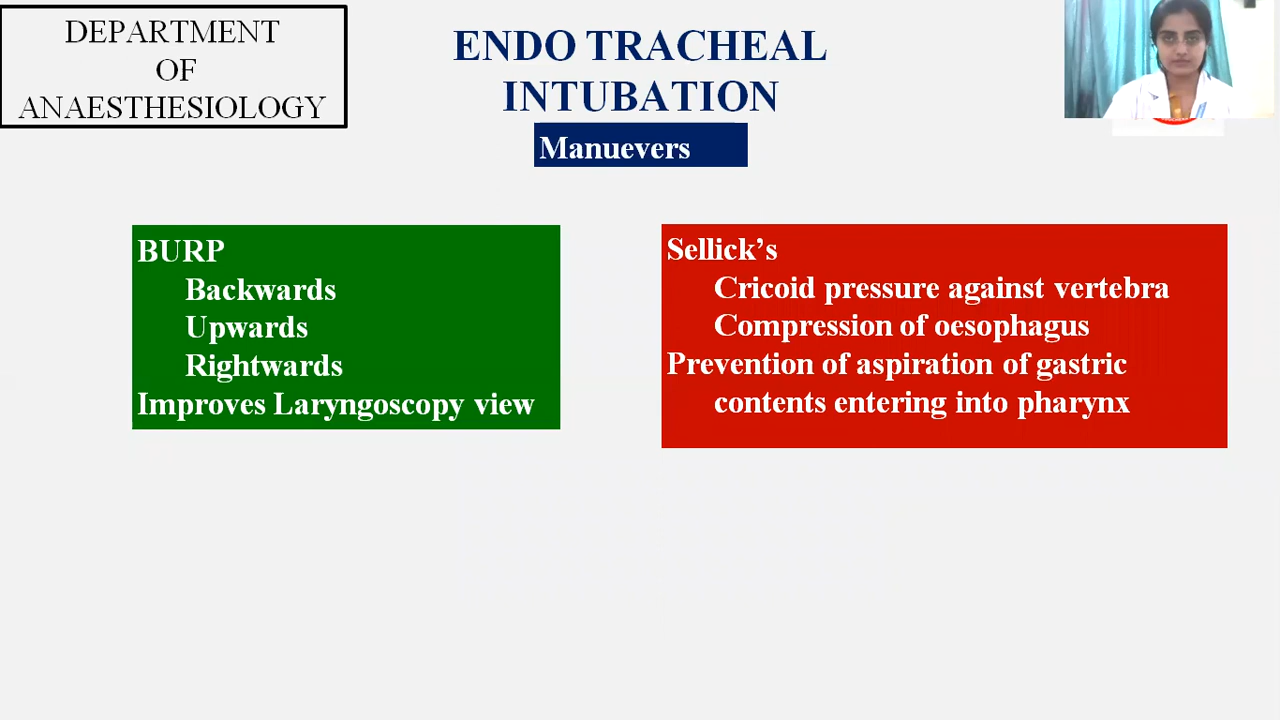 DEPARTMENT
OF
ANAESTHESIOLOGY
ENDO TRACHEAL
INTUBATION
Manuevers
BURP
Backwards
Upwards
Rightwards
Improves Laryngoscopy view
Sellick’s
Cricoid pressure against vertebra
Compression of oesophagus
Prevention of aspiration of gastric
contents entering into pharynx